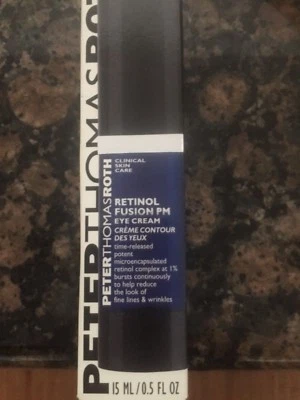 PETERTHOMASROT
PETERTHOMASROTH
CLINICAL
SKIN
CARE
RETINOL
FUSION PM
EYE CREAM
CRÈME CONTOUR
DES YEUX
time-released
potent
microencapsulated
retinol complex at 1%
bursts continuously
to help reduce
the look of
fine lines & wrinkles
15 ML/0.5 FL OZ